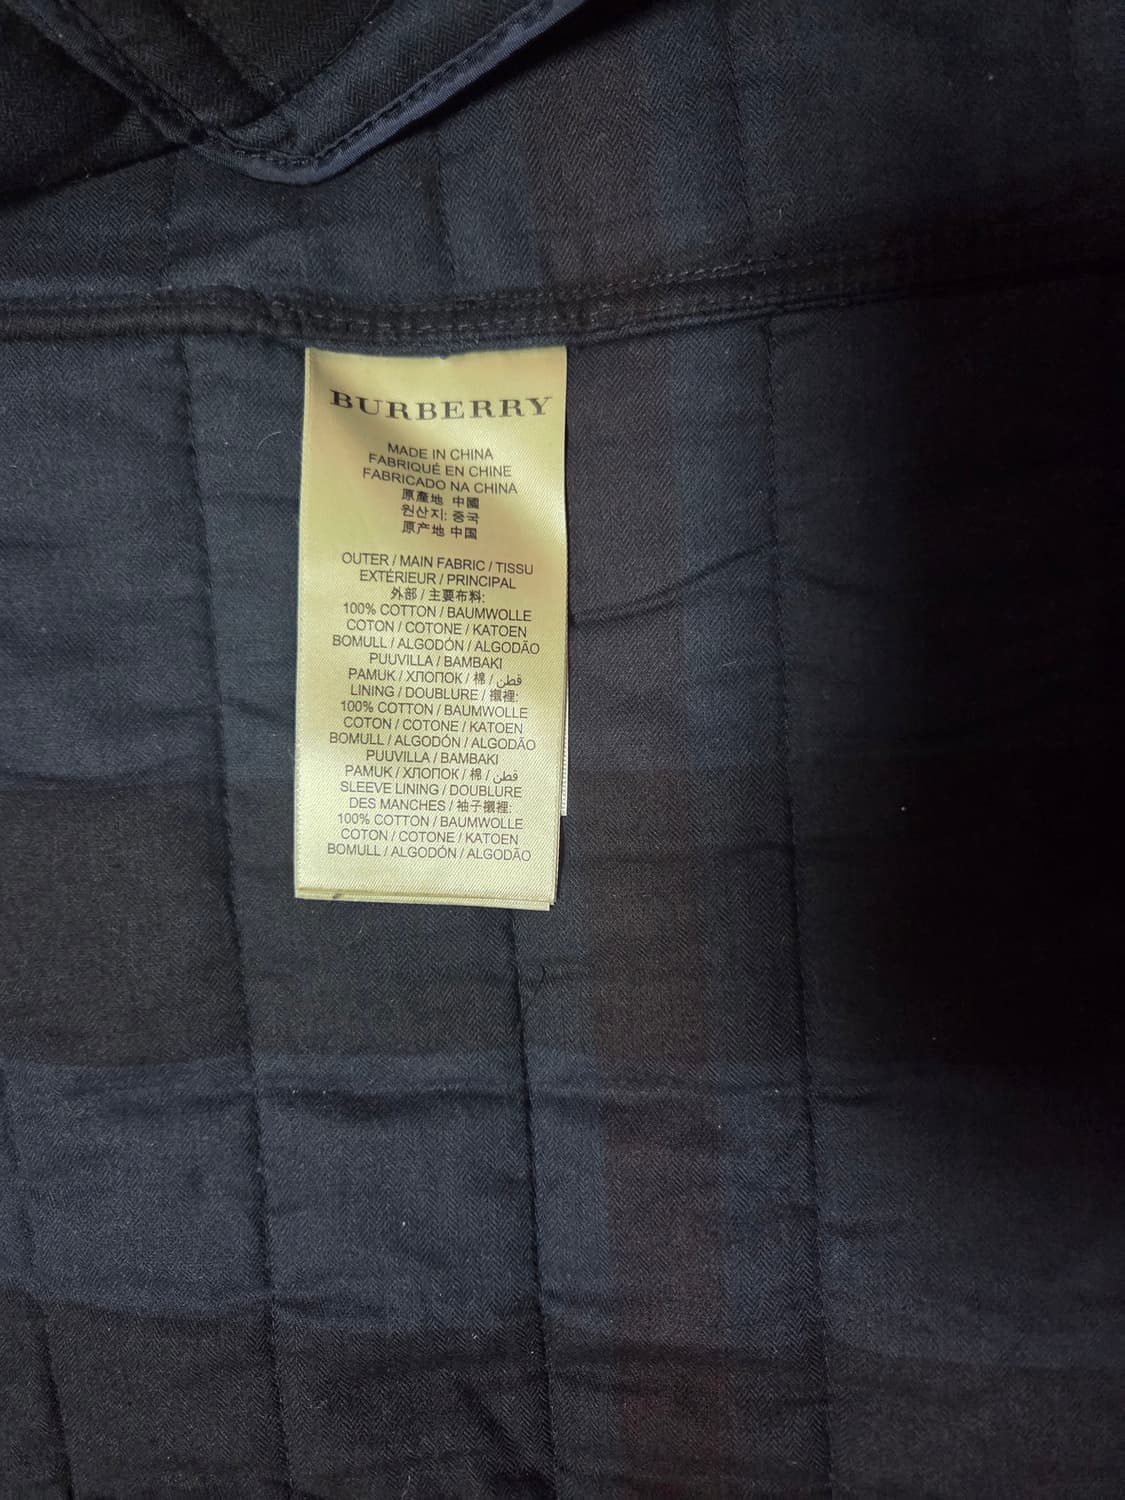 BURBERRY
MADE IN CHINA
FABRIQUÉ EN CHINE
FABRICADO NA CHINA
原產地 中國
원산지: 중국
原产地 中国
OUTER / MAIN FABRIC / TISSU
EXTÉRIEUR / PRINCIPAL
外部 / 主要布料:
100% COTTON / BAUMWOLLE
COTON / COTONE / KATOEN
BOMULL / ALGODÓN / ALGODÃO
PUUVILLA / BAMBAKI
PAMUK / ХЛОПОК / 棉 / قطن
LINING / DOUBLURE / 襯裡:
100% COTTON / BAUMWOLLE
COTON / COTONE / KATOEN
BOMULL / ALGODÓN / ALGODÃO
PUUVILLA / BAMBAKI
PAMUK / ХЛОПОК / 棉 / قطن
SLEEVE LINING / DOUBLURE
DES MANCHES / 袖子襯裡:
100% COTTON / BAUMWOLLE
COTON / COTONE / KATOEN
BOMULL / ALGODÓN / ALGODÃO